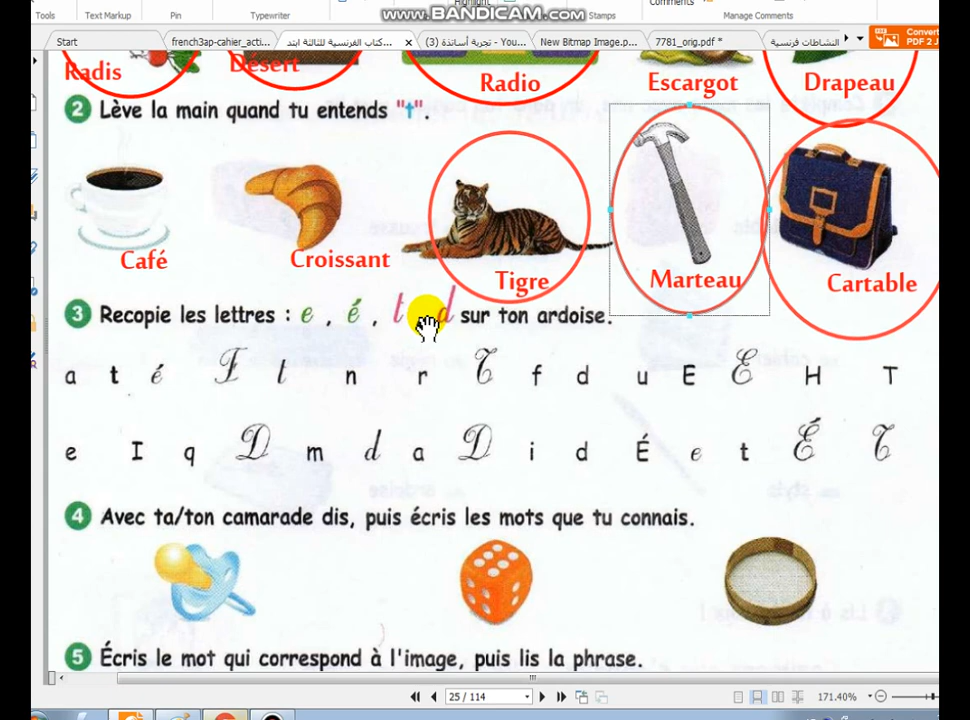 Highlight
Comments
Tools Text Markup Pin Typewriter Stamps Manage Comments
www.BANDICAM.com
Start french3ap-cahier_acti... كتاب الفرنسية للثالثة ابتد × تجربة أساتذة - You... (3) New Bitmap Image.p... 7781_orig.pdf * النشاطات فرنسية
Convert
PDF 2 J
Radis Désert Radio Escargot Drapeau
2 Lève la main quand tu entends "t".
Café Croissant Tigre Marteau Cartable
3 Recopie les lettres : e , é , t d sur ton ardoise.
a t é F t n r T f d u E E H T
e I q D m d a D i d É e t É T
4 Avec ta/ton camarade dis, puis écris les mots que tu connais.
5 Écris le mot qui correspond à l'image, puis lis la phrase.
25 / 114 171.40%